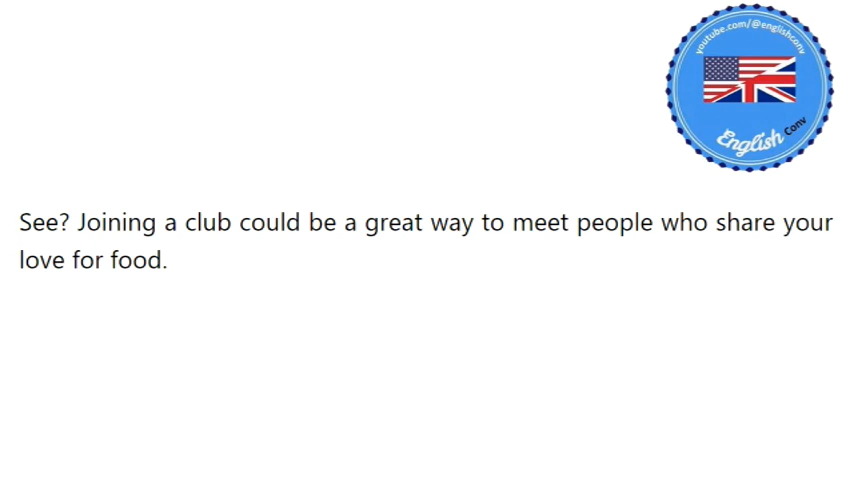 youtube.com/@englishconv
English Conv
See? Joining a club could be a great way to meet people who share your
love for food.